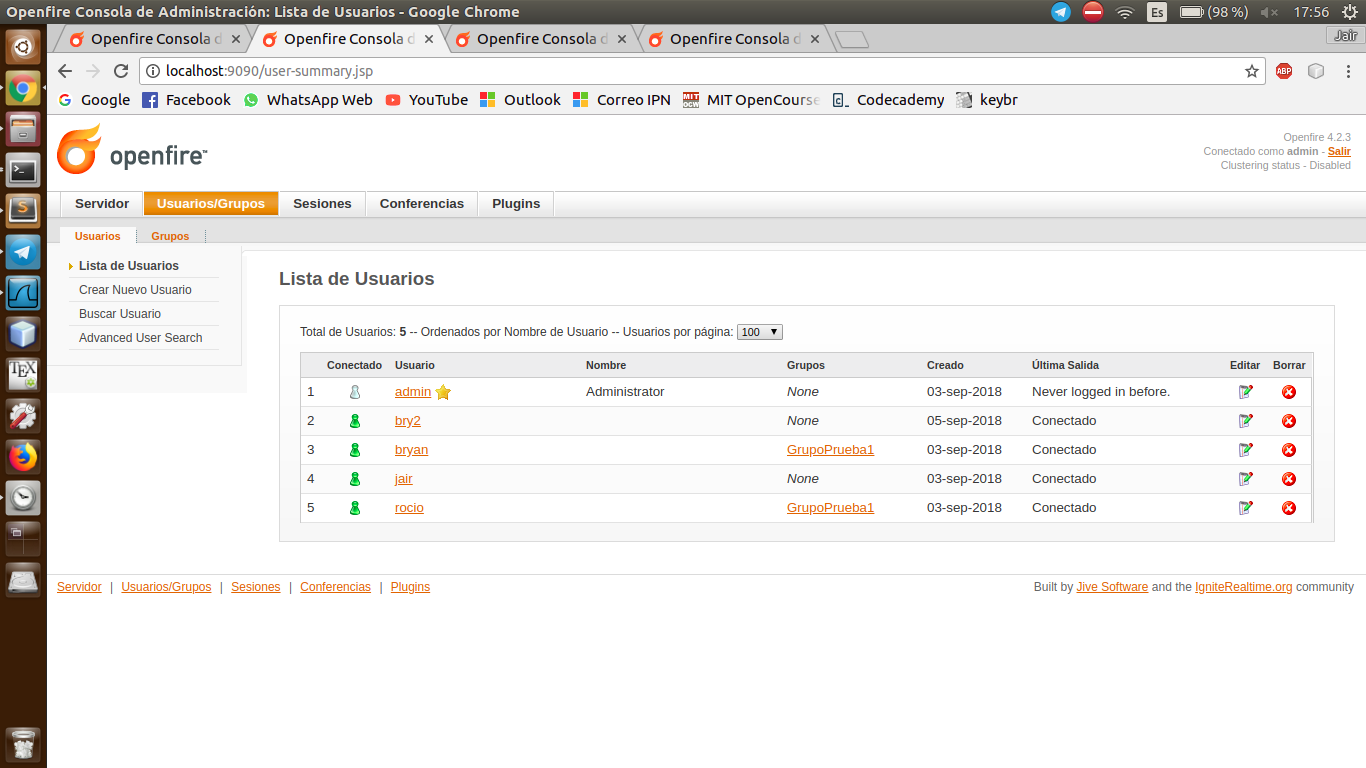 Openfire Consola de Administración: Lista de Usuarios - Google Chrome
Es (98 %) 17:56
Openfire Consola d Openfire Consola d Openfire Consola d Openfire Consola d Jair
localhost:9090/user-summary.jsp ABP
Google Facebook WhatsApp Web YouTube Outlook Correo IPN MIT OpenCourse Codecademy keybr
openfire™
Openfire 4.2.3
Conectado como admin - Salir
Clustering status - Disabled
Servidor Usuarios/Grupos Sesiones Conferencias Plugins
Usuarios Grupos
Lista de Usuarios
Crear Nuevo Usuario
Buscar Usuario
Advanced User Search
Lista de Usuarios
Total de Usuarios: 5 -- Ordenados por Nombre de Usuario -- Usuarios por página: 100
Conectado Usuario Nombre Grupos Creado Última Salida Editar Borrar
1 admin Administrator None 03-sep-2018 Never logged in before.
2 bry2 None 05-sep-2018 Conectado
3 bryan GrupoPrueba1 03-sep-2018 Conectado
4 jair None 03-sep-2018 Conectado
5 rocio GrupoPrueba1 03-sep-2018 Conectado
Servidor | Usuarios/Grupos | Sesiones | Conferencias | Plugins
Built by Jive Software and the IgniteRealtime.org community